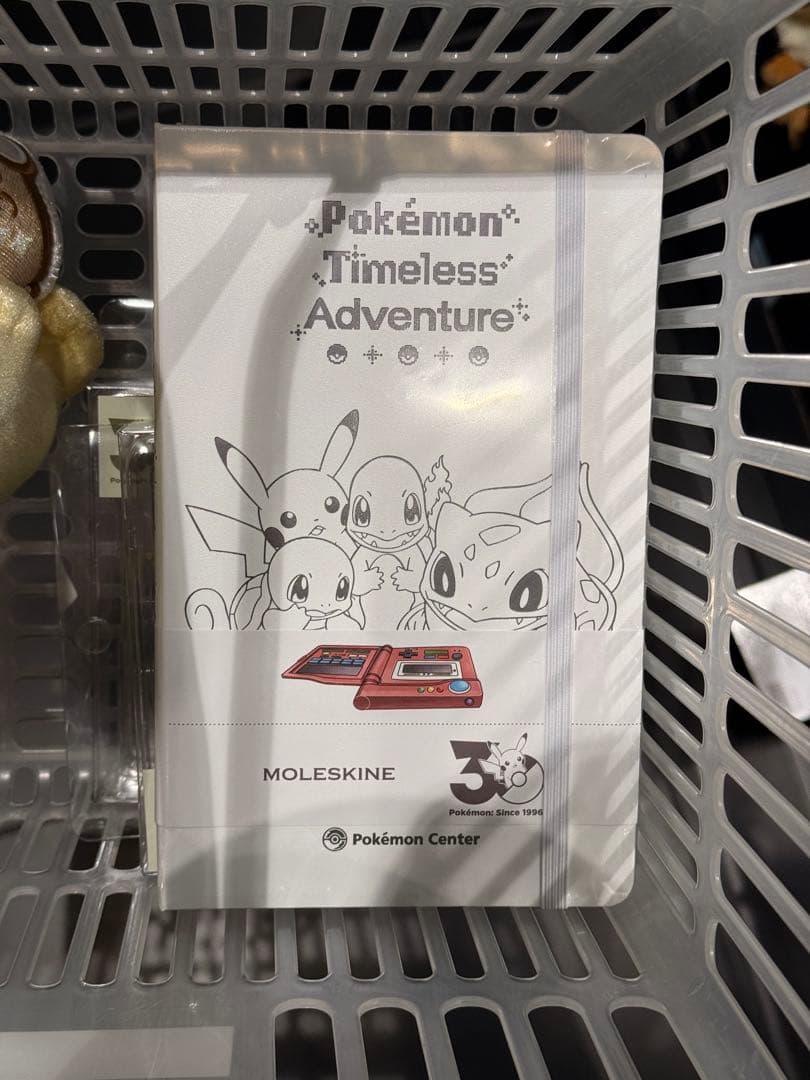 Pokémon
Timeless
Adventure
MOLESKINE
30
Pokémon: Since 1996
Pokémon Center